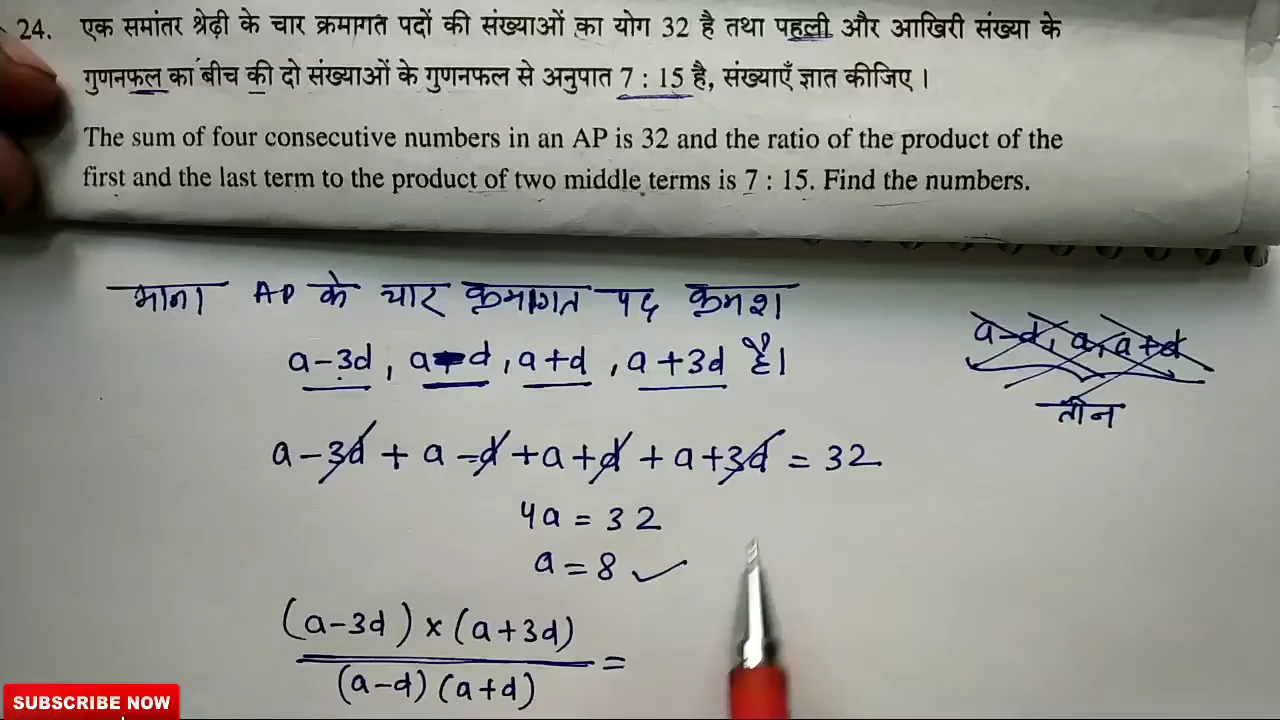 24. एक समांतर श्रेढ़ी के चार क्रमागत पदों की संख्याओं का योग 32 है तथा पहली और आखिरी संख्या के
गुणनफल का बीच की दो संख्याओं के गुणनफल से अनुपात 7 : 15 है, संख्याएँ ज्ञात कीजिए ।
The sum of four consecutive numbers in an AP is 32 and the ratio of the product of the
first and the last term to the product of two middle terms is 7 : 15. Find the numbers.
माना AP के चार क्रमागत पद क्रमश
a-3d, a-d, a+d, a+3d है।
a-d, a, a+d
तीन
a-3d + a-d + a+d + a+3d = 32
4a = 32
a = 8 ✓
(a-3d) × (a+3d)
=
(a-d) (a+d)
SUBSCRIBE NOW